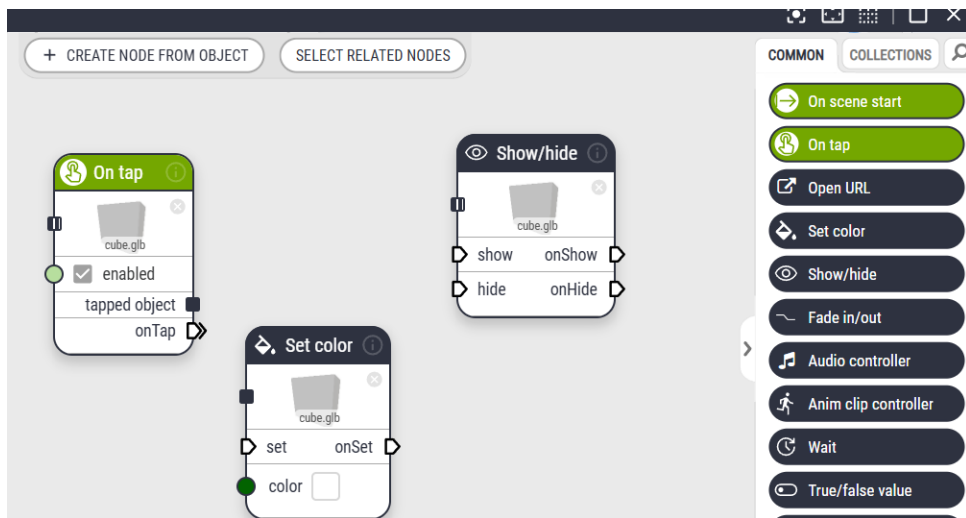 + CREATE NODE FROM OBJECT
SELECT RELATED NODES
COMMON
COLLECTIONS
On scene start
On tap
Open URL
Set color
Show/hide
Fade in/out
Audio controller
Anim clip controller
Wait
True/false value
On tap
cube.glb
enabled
tapped object
onTap
Set color
cube.glb
set onSet
color
Show/hide
cube.glb
show onShow
hide onHide